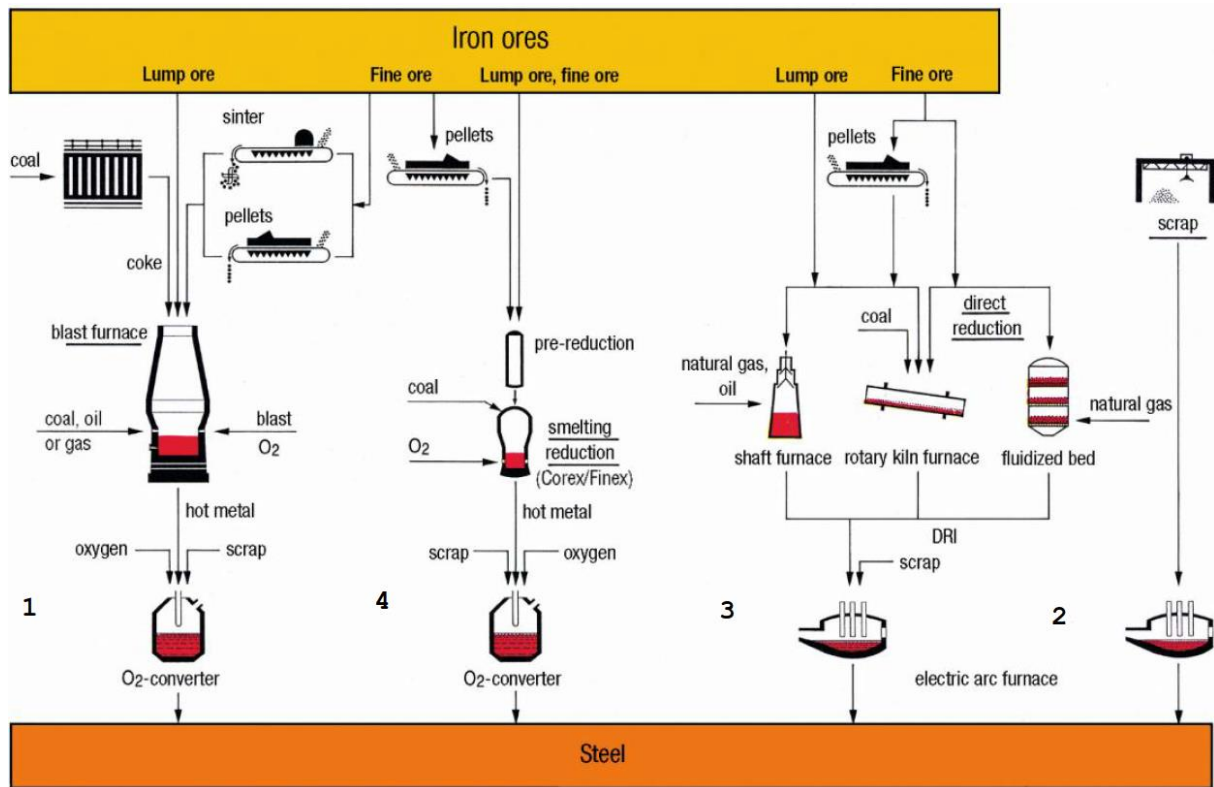 Iron ores
Lump ore
Fine ore
Lump ore, fine ore
Lump ore
Fine ore
sinter
pellets
pellets
coal
pellets
scrap
coke
blast furnace
pre-reduction
coal
direct
reduction
natural gas,
oil
coal
natural gas
coal, oil
or gas
blast
O2
O2
smelting
reduction
(Corex/Finex)
shaft furnace
rotary kiln furnace
fluidized bed
hot metal
hot metal
DRI
oxygen
scrap
scrap
oxygen
scrap
1
4
3
2
O2-converter
O2-converter
electric arc furnace
Steel